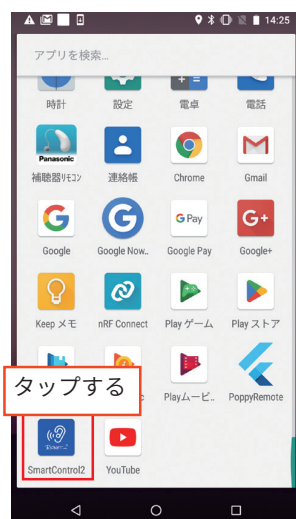 14:25
アプリを検索...
時計 設定 電卓 電話
Panasonic
補聴器リモコン 連絡帳 Chrome Gmail
G Pay G+
Google Google Now.. Google Pay Google+
Keep メモ nRF Connect Play ゲーム Play ストア
タップする
Playムービ.. PoppyRemote
SmartControl2 YouTube